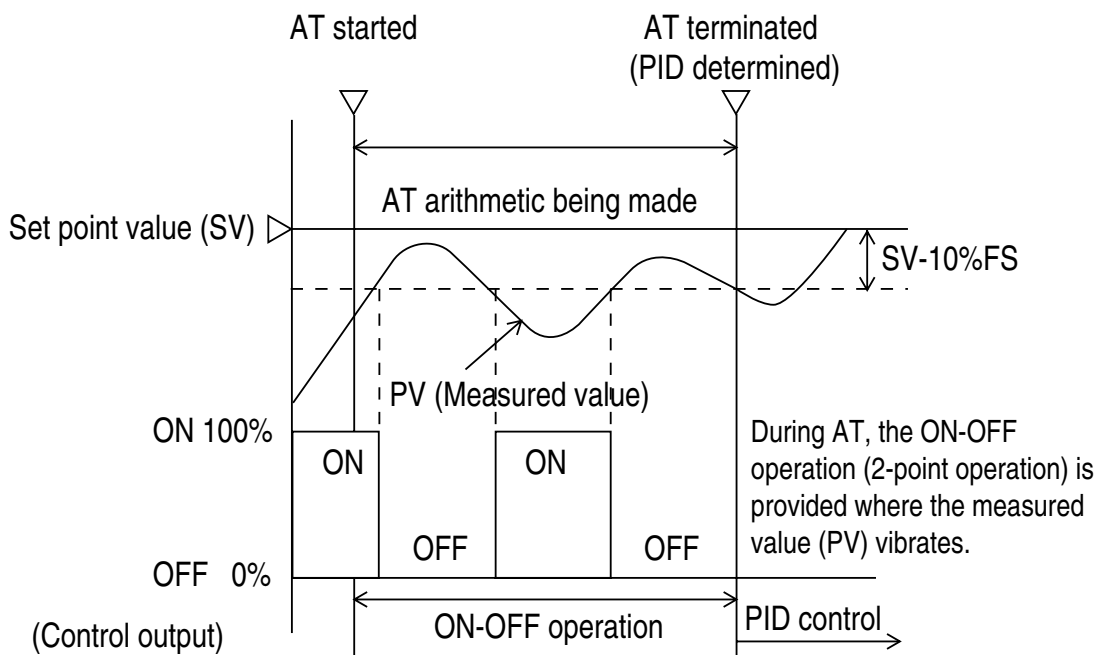 AT started
AT terminated
(PID determined)
AT arithmetic being made
Set point value (SV)
SV-10%FS
PV (Measured value)
ON 100%
ON
ON
During AT, the ON-OFF
operation (2-point operation) is
provided where the measured
value (PV) vibrates.
OFF
OFF
OFF 0%
(Control output)
ON-OFF operation
PID control